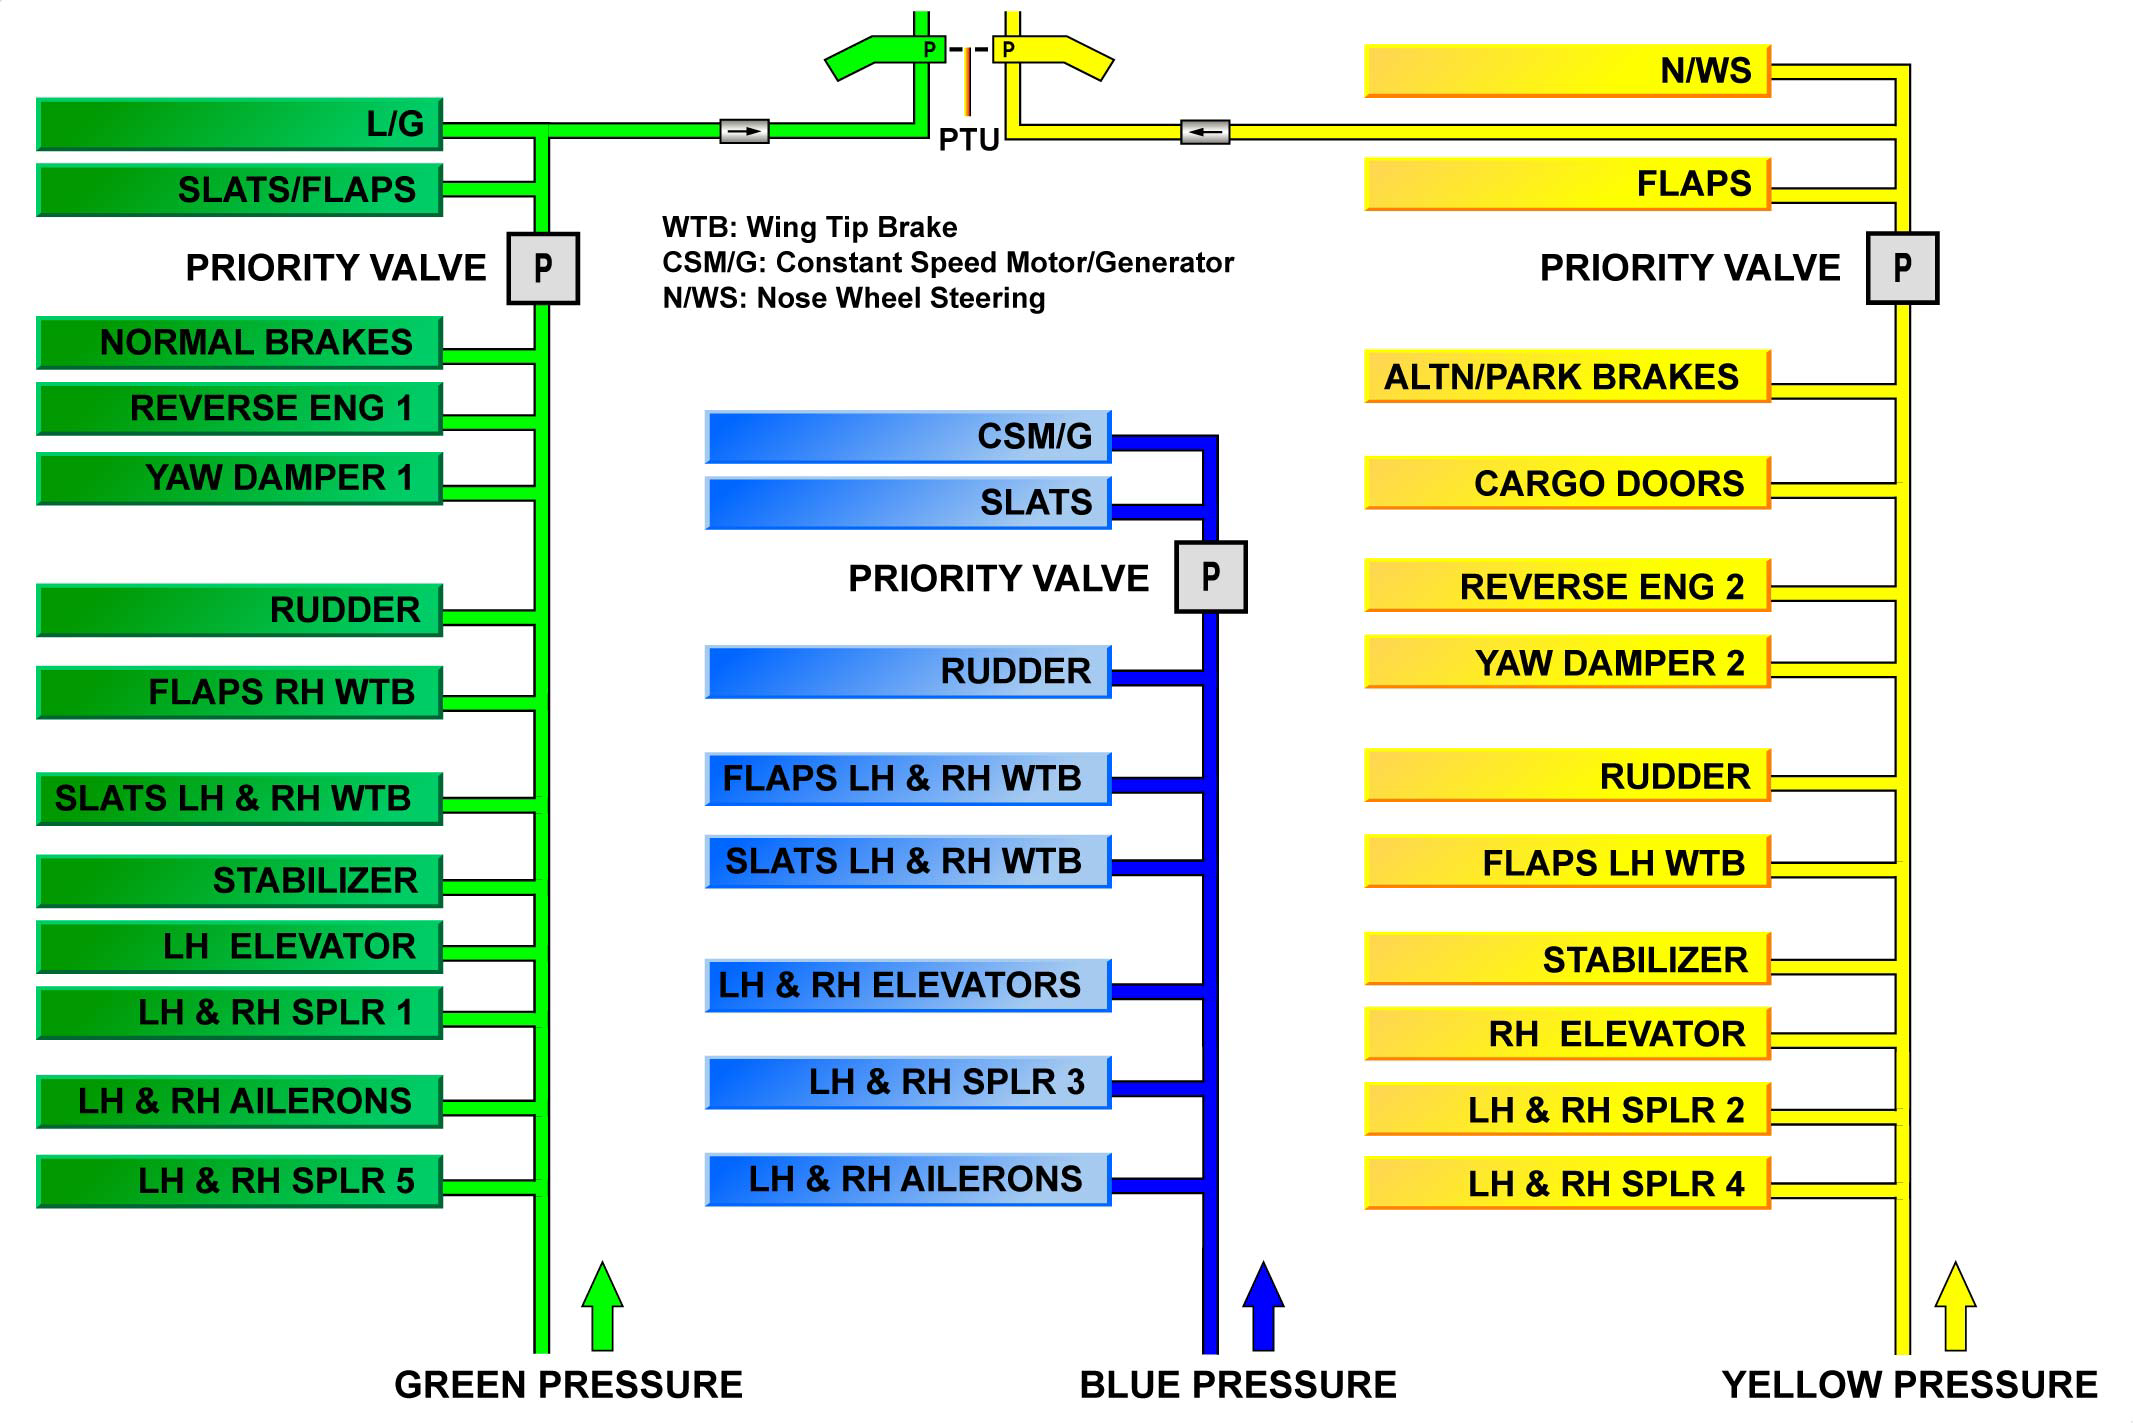 P
P
PTU
L/G
SLATS/FLAPS
PRIORITY VALVE
P
NORMAL BRAKES
REVERSE ENG 1
YAW DAMPER 1
RUDDER
FLAPS RH WTB
SLATS LH & RH WTB
STABILIZER
LH ELEVATOR
LH & RH SPLR 1
LH & RH AILERONS
LH & RH SPLR 5
GREEN PRESSURE
WTB: Wing Tip Brake
CSM/G: Constant Speed Motor/Generator
N/WS: Nose Wheel Steering
CSM/G
SLATS
PRIORITY VALVE
P
RUDDER
FLAPS LH & RH WTB
SLATS LH & RH WTB
LH & RH ELEVATORS
LH & RH SPLR 3
LH & RH AILERONS
BLUE PRESSURE
N/WS
FLAPS
PRIORITY VALVE
P
ALTN/PARK BRAKES
CARGO DOORS
REVERSE ENG 2
YAW DAMPER 2
RUDDER
FLAPS LH WTB
STABILIZER
RH ELEVATOR
LH & RH SPLR 2
LH & RH SPLR 4
YELLOW PRESSURE